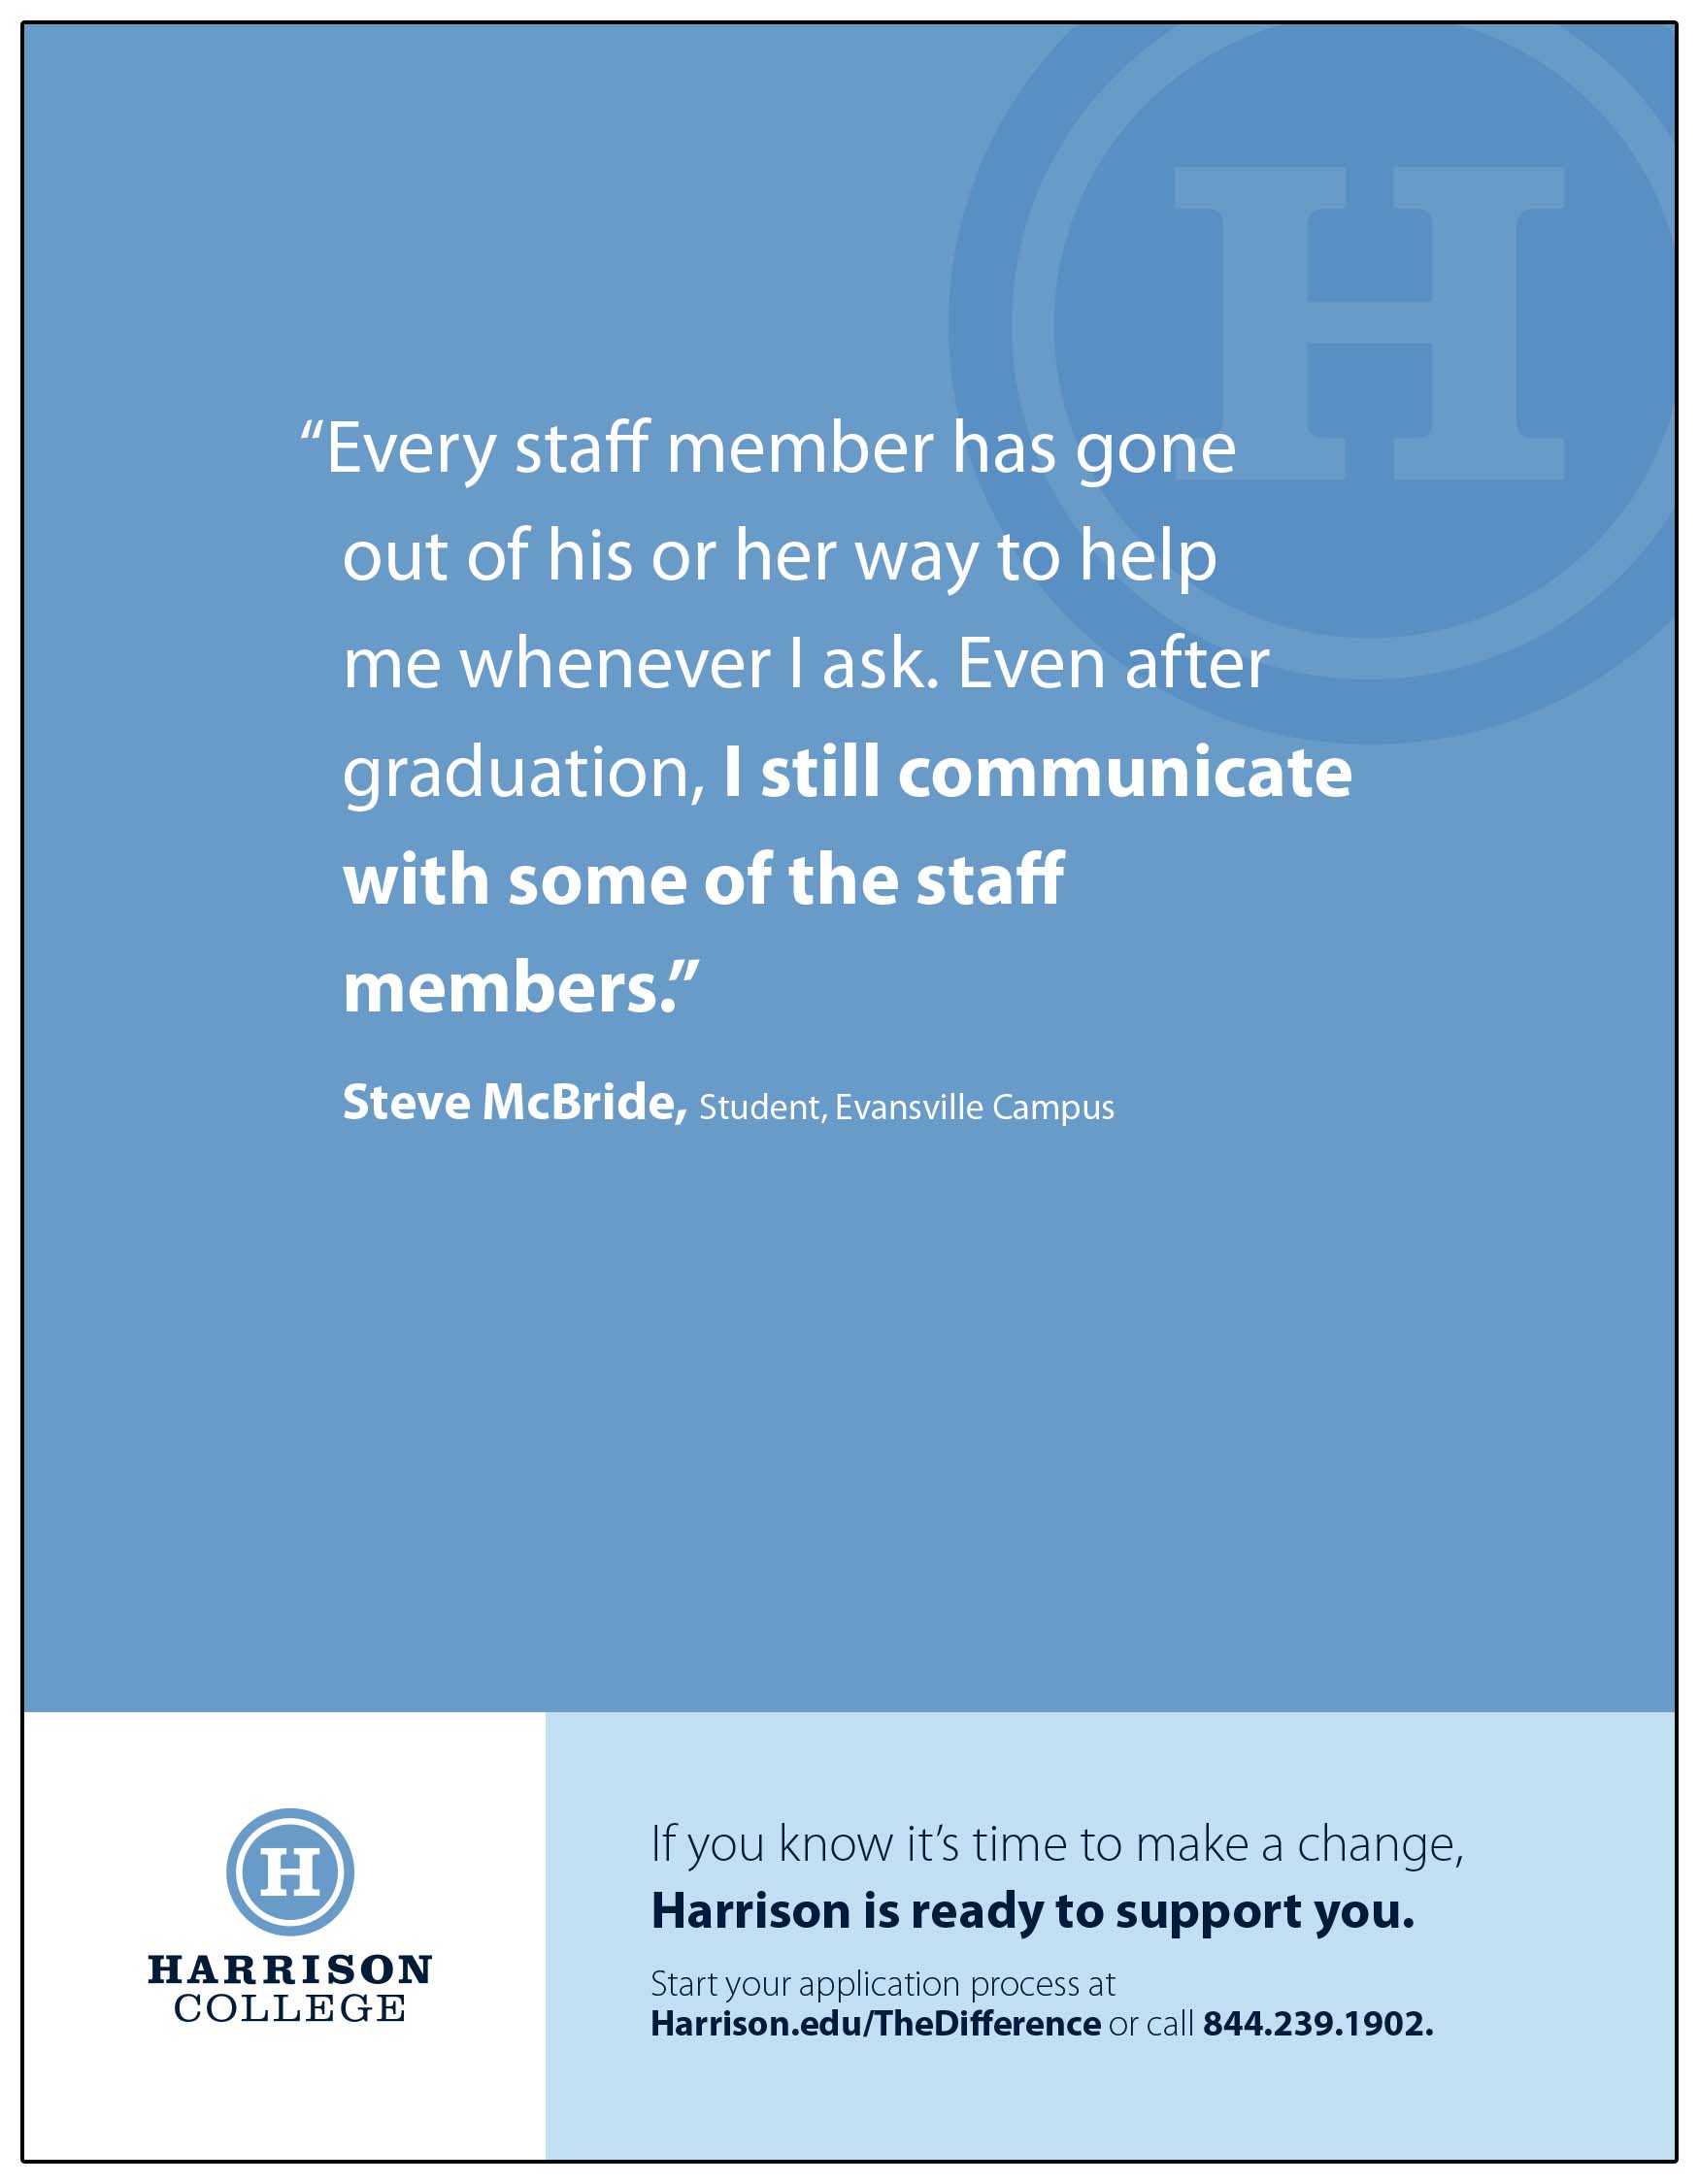 H
“Every staff member has gone
out of his or her way to help
me whenever I ask. Even after
graduation, I still communicate
with some of the staff
members.”
Steve McBride, Student, Evansville Campus
H
HARRISON
COLLEGE
If you know it’s time to make a change,
Harrison is ready to support you.
Start your application process at
Harrison.edu/TheDifference or call 844.239.1902.